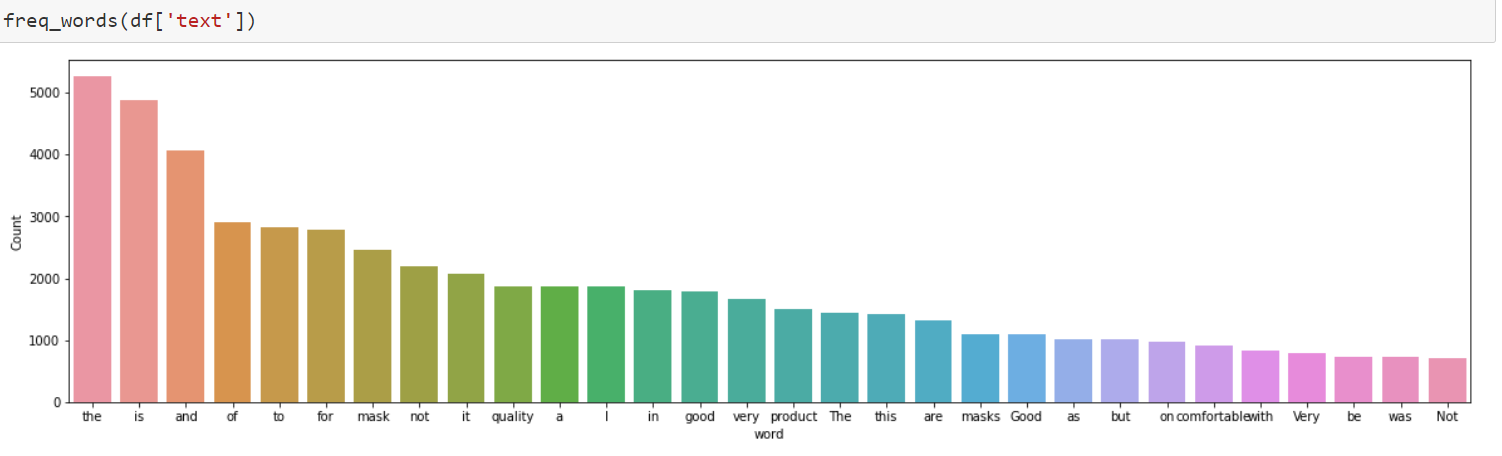 freq_words(df['text'])
5000
4000
3000
2000
1000
0
Count
the is and of to for mask not it quality a I in good very product The this are masks Good as but on comfortable with Very be was Not
word